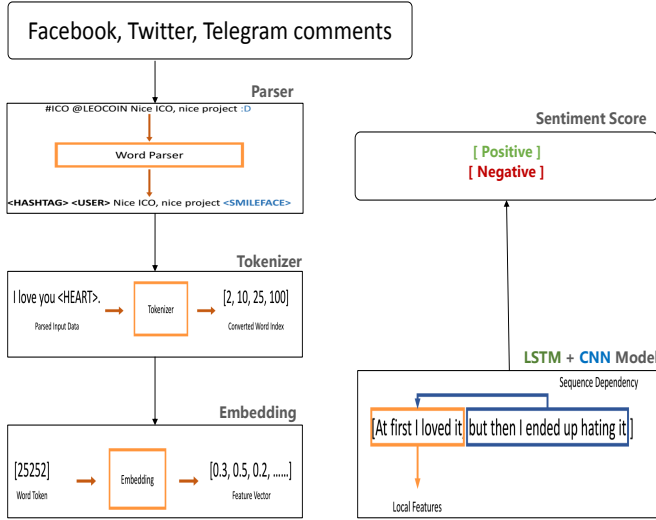 Facebook, Twitter, Telegram comments
Parser
#ICO @LEOCOIN Nice ICO, nice project :D
Word Parser
<HASHTAG> <USER> Nice ICO, nice project <SMILEFACE>
Tokenizer
I love you <HEART>.
Tokenizer
[2, 10, 25, 100]
Parsed Input Data
Converted Word Index
Embedding
[25252]
Embedding
[0.3, 0.5, 0.2, ......]
Word Token
Feature Vector
Sentiment Score
[ Positive ]
[ Negative ]
LSTM + CNN Model
Sequence Dependency
[At first I loved it but then I ended up hating it ]
Local Features